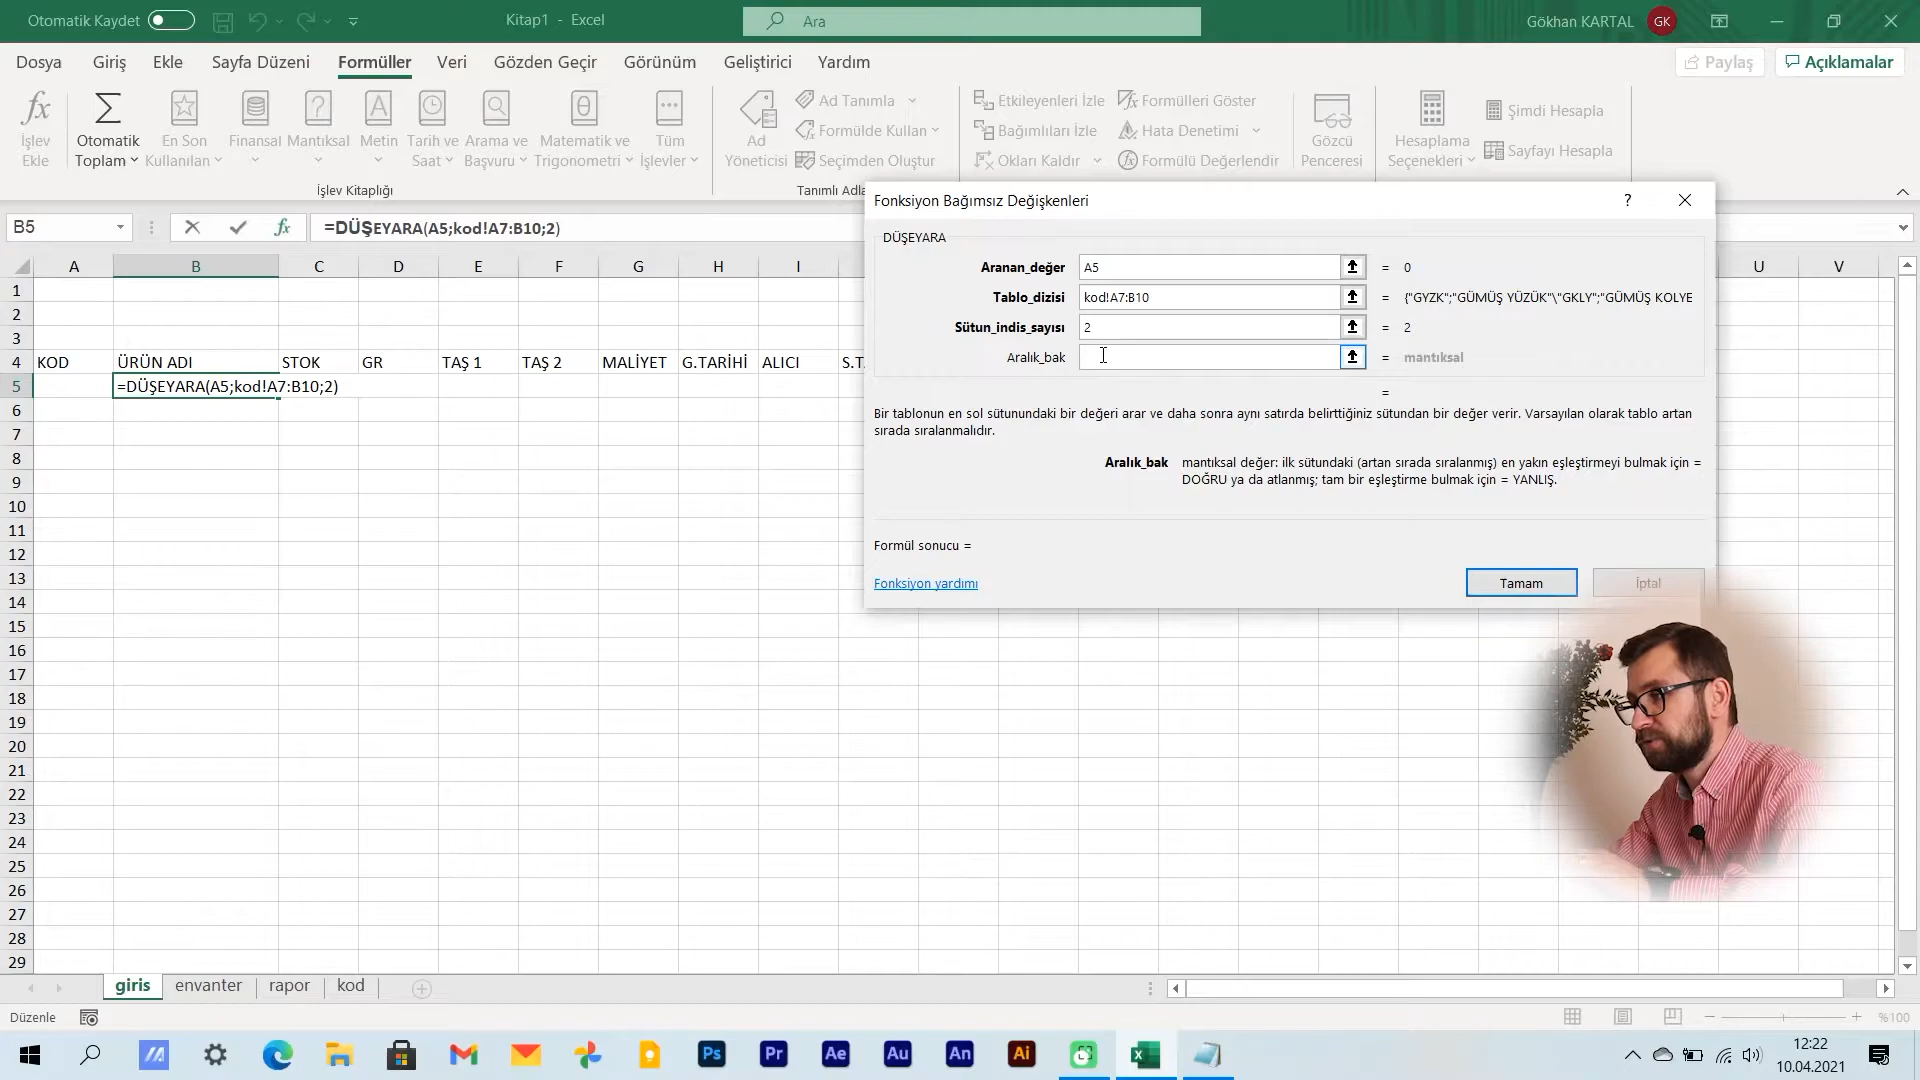 Otomatik Kaydet
Kitap1 - Excel
Ara
Gökhan KARTAL GK
Dosya Giriş Ekle Sayfa Düzeni Formüller Veri Gözden Geçir Görünüm Geliştirici Yardım
Paylaş Açıklamalar
İşlev Ekle
Otomatik Toplam
En Son Kullanılan
Finansal
Mantıksal
Metin
Tarih ve Saat
Arama ve Başvuru
Matematik ve Trigonometri
Tüm İşlevler
İşlev Kitaplığı
Ad Yöneticisi
Ad Tanımla
Formülde Kullan
Seçimden Oluştur
Tanımlı Adla
Etkileyenleri İzle
Bağımlıları İzle
Okları Kaldır
Formülleri Göster
Hata Denetimi
Formülü Değerlendir
Gözcü Penceresi
Hesaplama Seçenekleri
Şimdi Hesapla
Sayfayı Hesapla
B5
fx
=DÜŞEYARA(A5;kod!A7:B10;2)
A B C D E F G H I U V
1
2
3
4 KOD ÜRÜN ADI STOK GR TAŞ 1 TAŞ 2 MALİYET G.TARİHİ ALICI S.T.
5 =DÜŞEYARA(A5;kod!A7:B10;2)
6
7
8
9
10
11
12
13
14
15
16
17
18
19
20
21
22
23
24
25
26
27
28
29
Fonksiyon Bağımsız Değişkenleri ?
DÜŞEYARA
Aranan_değer A5 = 0
Tablo_dizisi kod!A7:B10 = {"GYZK";"GÜMÜŞ YÜZÜK"\"GKLY";"GÜMÜŞ KOLYE
Sütun_indis_sayısı 2 = 2
Aralık_bak = mantıksal
=
Bir tablonun en sol sütunundaki bir değeri arar ve daha sonra aynı satırda belirttiğiniz sütundan bir değer verir. Varsayılan olarak tablo artan
sırada sıralanmalıdır.
Aralık_bak mantıksal değer: ilk sütundaki (artan sırada sıralanmış) en yakın eşleştirmeyi bulmak için =
DOĞRU ya da atlanmış; tam bir eşleştirme bulmak için = YANLIŞ.
Formül sonucu =
Fonksiyon yardımı
Tamam
İptal
giris envanter rapor kod
Düzenle
%100
Ps Pr Ae Au An Ai
12:22
10.04.2021